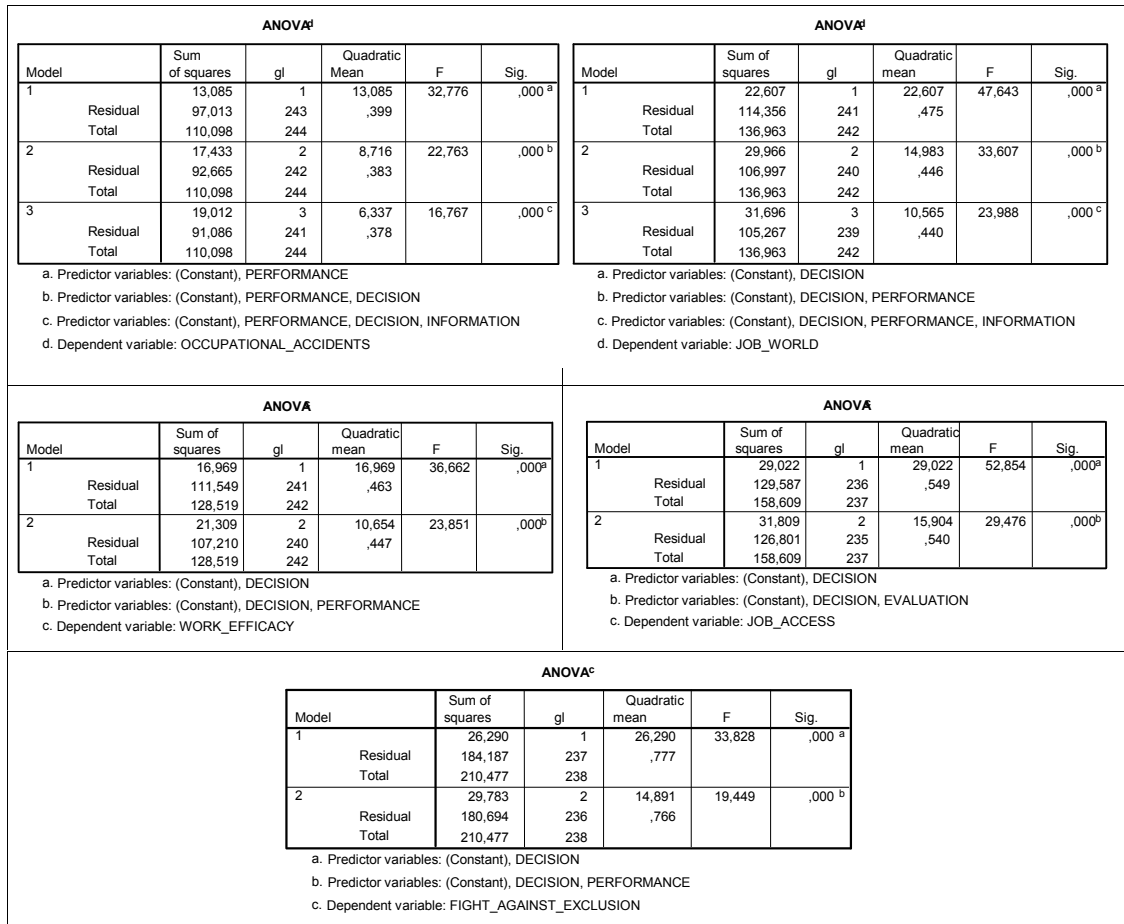 ANOVAd
Model Sum of squares gl Quadratic Mean F Sig.
1 13,085 1 13,085 32,776 ,000 a
Residual 97,013 243 ,399
Total 110,098 244
2 17,433 2 8,716 22,763 ,000 b
Residual 92,665 242 ,383
Total 110,098 244
3 19,012 3 6,337 16,767 ,000 c
Residual 91,086 241 ,378
Total 110,098 244
a. Predictor variables: (Constant), PERFORMANCE
b. Predictor variables: (Constant), PERFORMANCE, DECISION
c. Predictor variables: (Constant), PERFORMANCE, DECISION, INFORMATION
d. Dependent variable: OCCUPATIONAL_ACCIDENTS
ANOVAd
Model Sum of squares gl Quadratic mean F Sig.
1 22,607 1 22,607 47,643 ,000 a
Residual 114,356 241 ,475
Total 136,963 242
2 29,966 2 14,983 33,607 ,000 b
Residual 106,997 240 ,446
Total 136,963 242
3 31,696 3 10,565 23,988 ,000 c
Residual 105,267 239 ,440
Total 136,963 242
a. Predictor variables: (Constant), DECISION
b. Predictor variables: (Constant), DECISION, PERFORMANCE
c. Predictor variables: (Constant), DECISION, PERFORMANCE, INFORMATION
d. Dependent variable: JOB_WORLD
ANOVAc
Model Sum of squares gl Quadratic mean F Sig.
1 16,969 1 16,969 36,662 ,000a
Residual 111,549 241 ,463
Total 128,519 242
2 21,309 2 10,654 23,851 ,000b
Residual 107,210 240 ,447
Total 128,519 242
a. Predictor variables: (Constant), DECISION
b. Predictor variables: (Constant), DECISION, PERFORMANCE
c. Dependent variable: WORK_EFFICACY
ANOVAc
Model Sum of squares gl Quadratic mean F Sig.
1 29,022 1 29,022 52,854 ,000a
Residual 129,587 236 ,549
Total 158,609 237
2 31,809 2 15,904 29,476 ,000b
Residual 126,801 235 ,540
Total 158,609 237
a. Predictor variables: (Constant), DECISION
b. Predictor variables: (Constant), DECISION, EVALUATION
c. Dependent variable: JOB_ACCESS
ANOVAc
Model Sum of squares gl Quadratic mean F Sig.
1 26,290 1 26,290 33,828 ,000 a
Residual 184,187 237 ,777
Total 210,477 238
2 29,783 2 14,891 19,449 ,000 b
Residual 180,694 236 ,766
Total 210,477 238
a. Predictor variables: (Constant), DECISION
b. Predictor variables: (Constant), DECISION, PERFORMANCE
c. Dependent variable: FIGHT_AGAINST_EXCLUSION